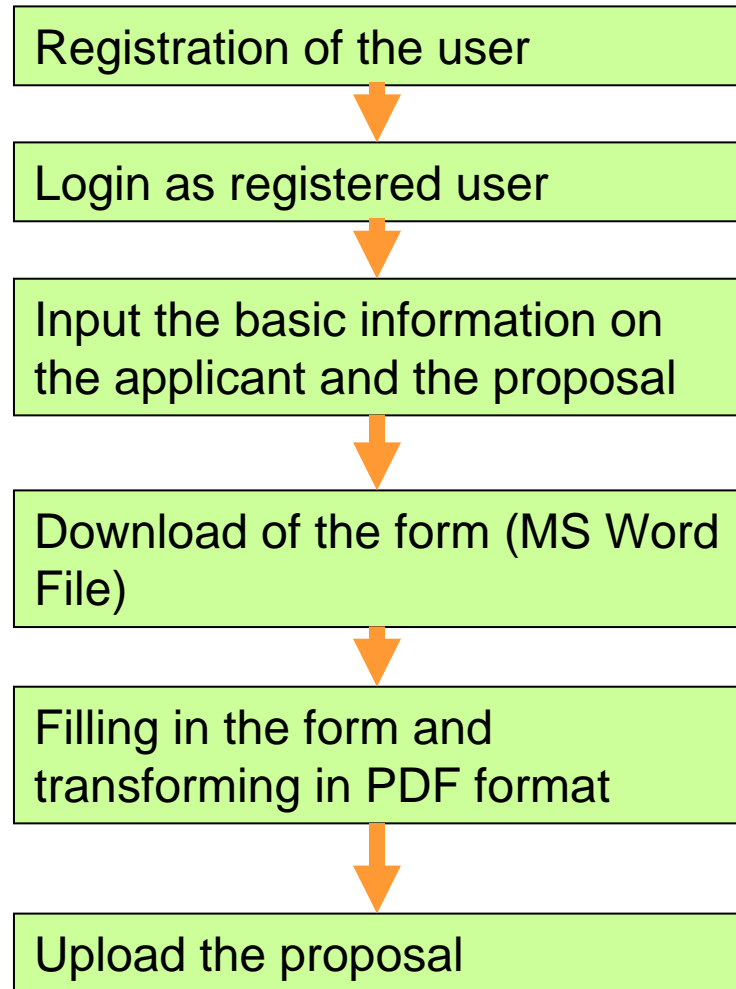 Registration of the user
Login as registered user
Input the basic information on
the applicant and the proposal
Download of the form (MS Word
File)
Filling in the form and
transforming in PDF format
Upload the proposal